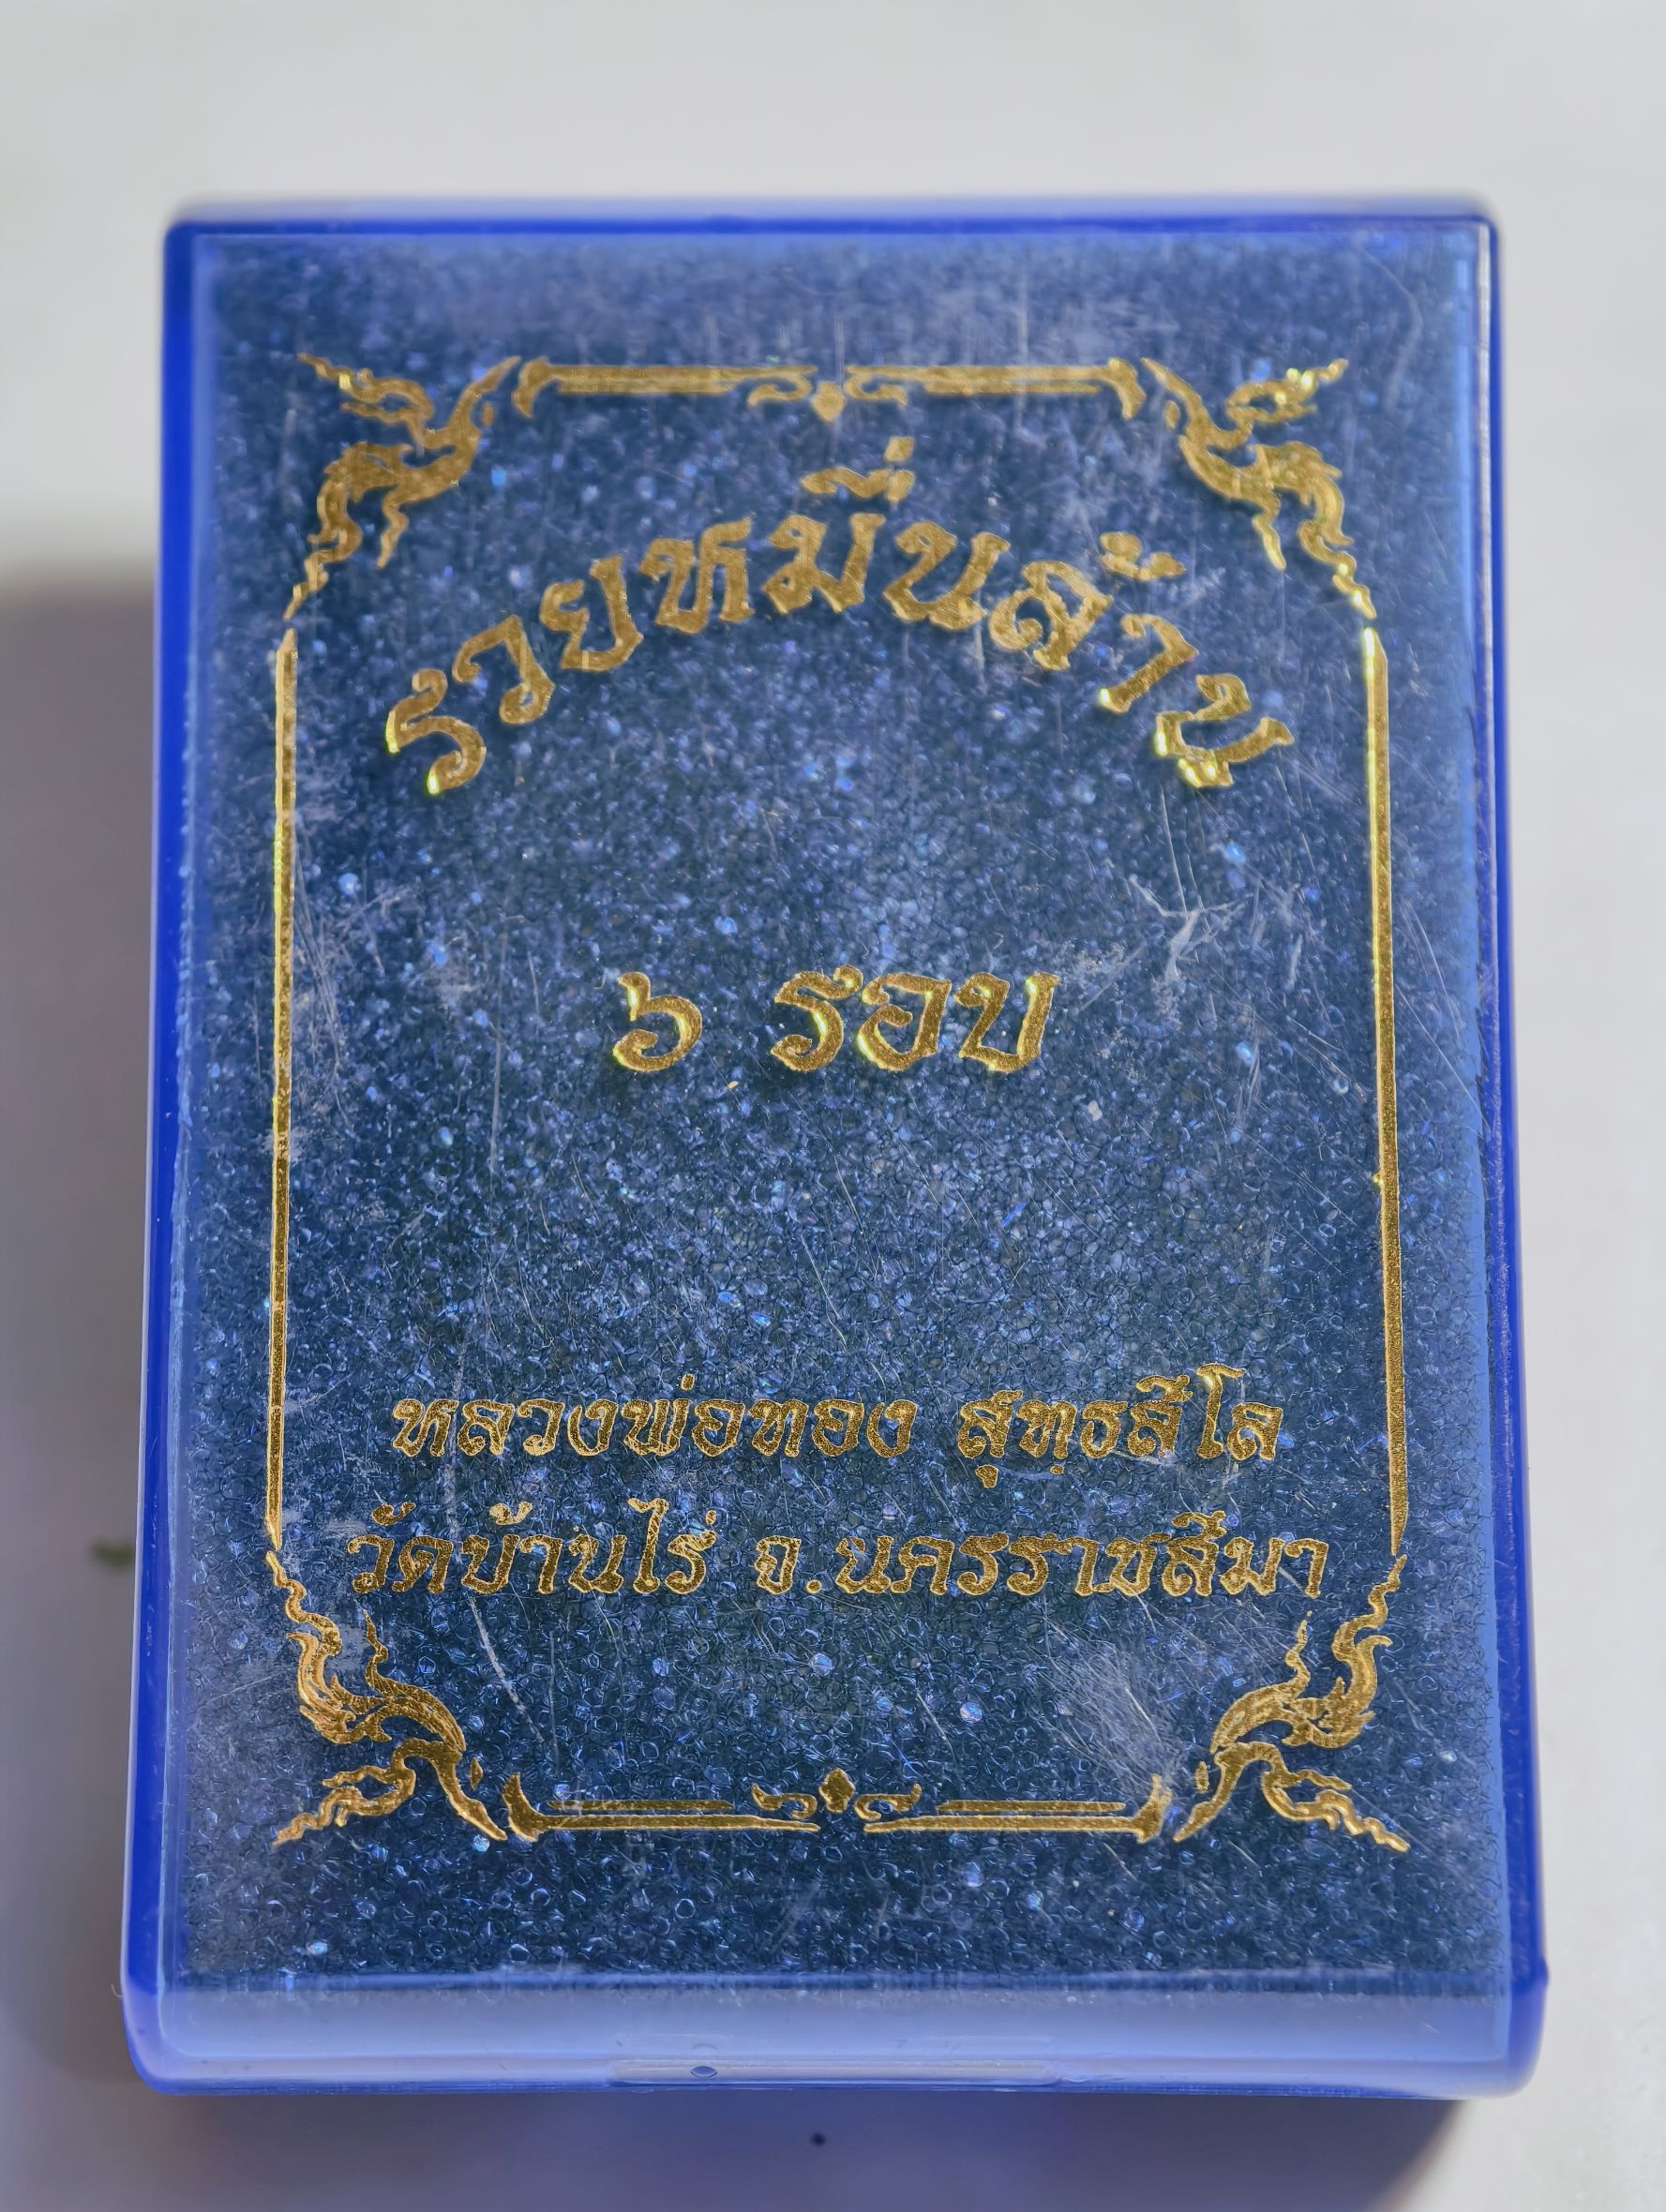 รวยหมื่นล้าน
๖ รอบ
หลวงพ่อทอง สุทฺธสีโล
วัดบ้านไร่ จ.นครราชสีมา